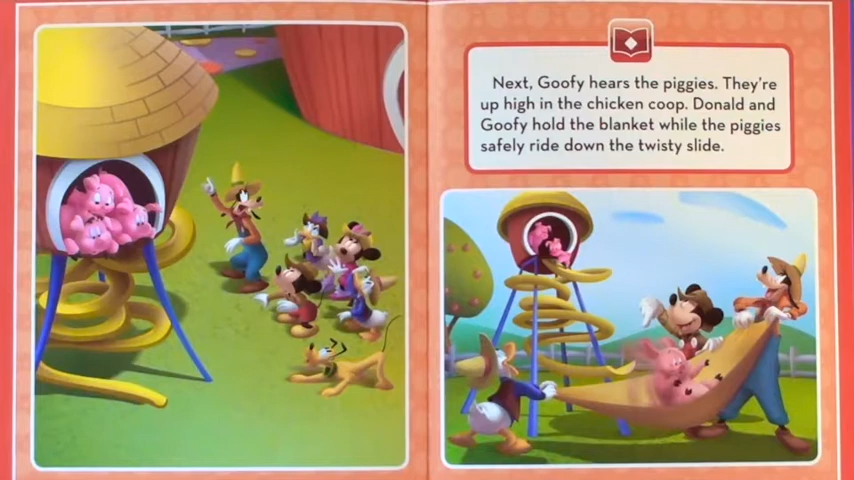 Next, Goofy hears the piggies. They're
up high in the chicken coop. Donald and
Goofy hold the blanket while the piggies
safely ride down the twisty slide.